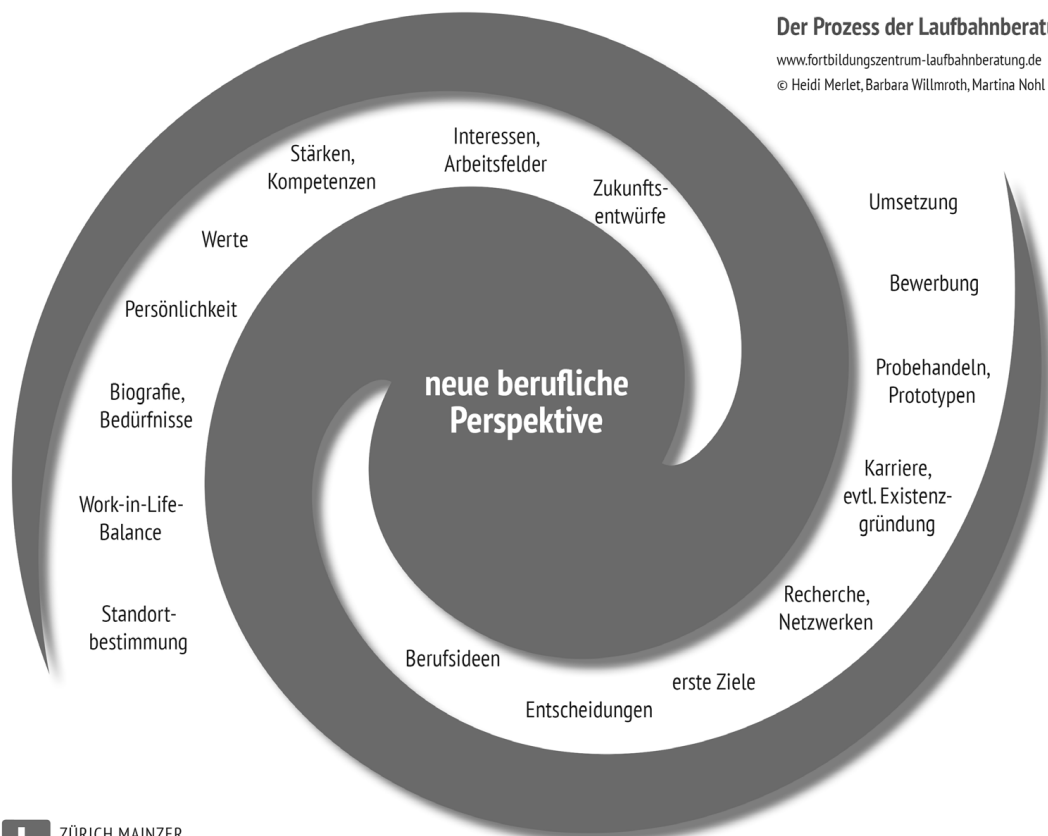 Der Prozess der Laufbahnberatu
www.fortbildungszentrum-laufbahnberatung.de
© Heidi Merlet, Barbara Willmroth, Martina Nohl
Standort-
bestimmung
Work-in-Life-
Balance
Biografie,
Bedürfnisse
Persönlichkeit
Werte
Stärken,
Kompetenzen
Interessen,
Arbeitsfelder
Zukunfts-
entwürfe
neue berufliche
Perspektive
Berufsideen
Entscheidungen
erste Ziele
Recherche,
Netzwerken
Karriere,
evtl. Existenz-
gründung
Probehandeln,
Prototypen
Bewerbung
Umsetzung
ZÜRICH MAINZER